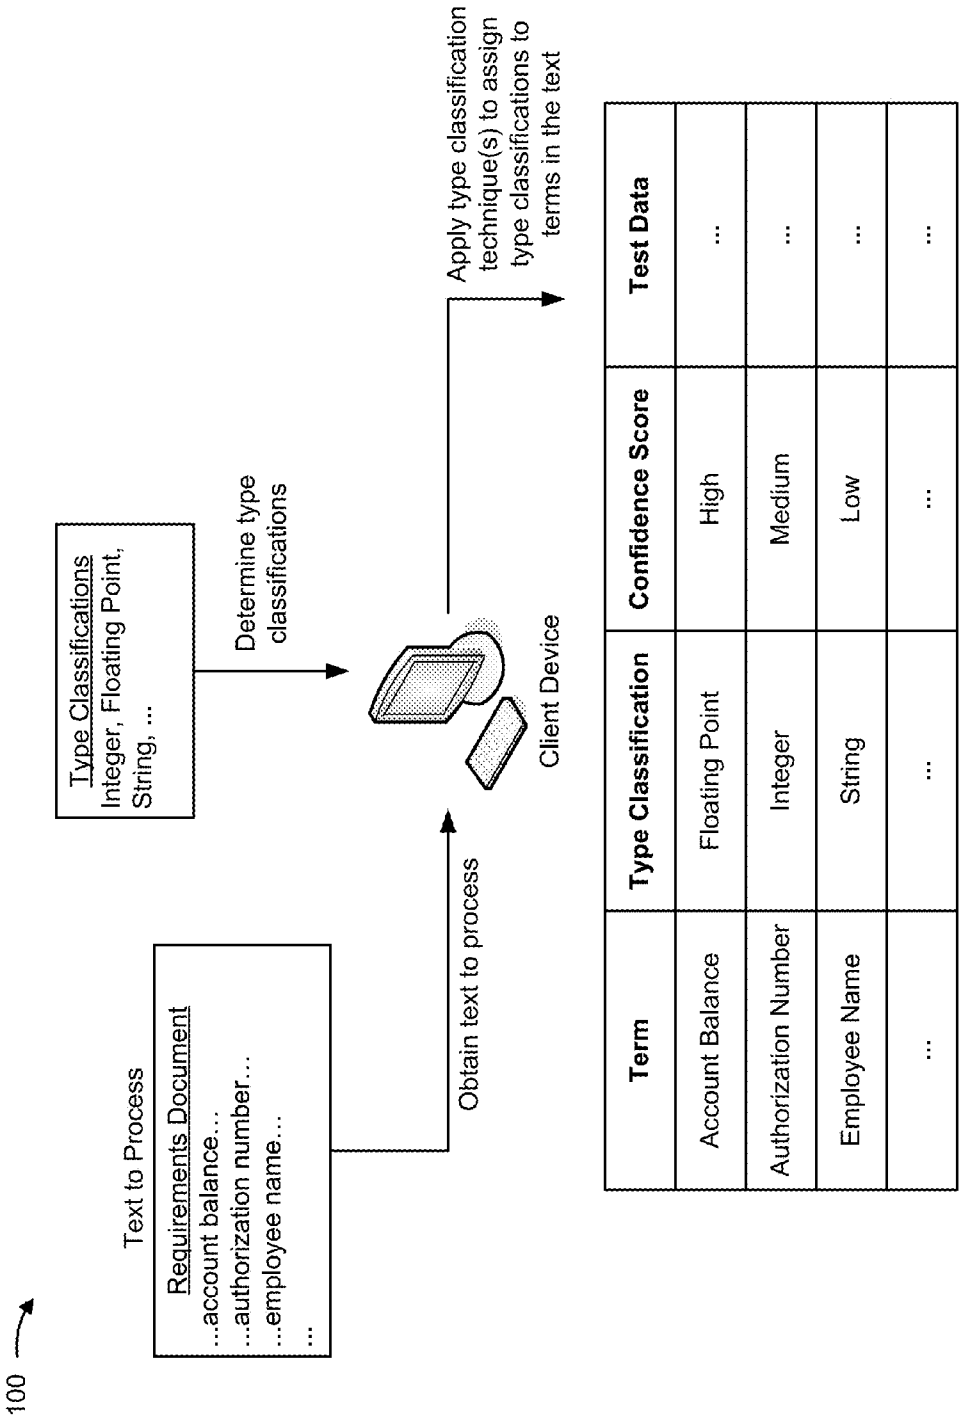 100
Text to Process
Requirements Document
...account balance...
...authorization number...
...employee name...
...
Obtain text to process
Type Classifications
Integer, Floating Point,
String, ...
Determine type
classifications
Client Device
Apply type classification
technique(s) to assign
type classifications to
terms in the text
Term Type Classification Confidence Score Test Data
Account Balance Floating Point High ...
Authorization Number Integer Medium ...
Employee Name String Low ...
... ... ... ...